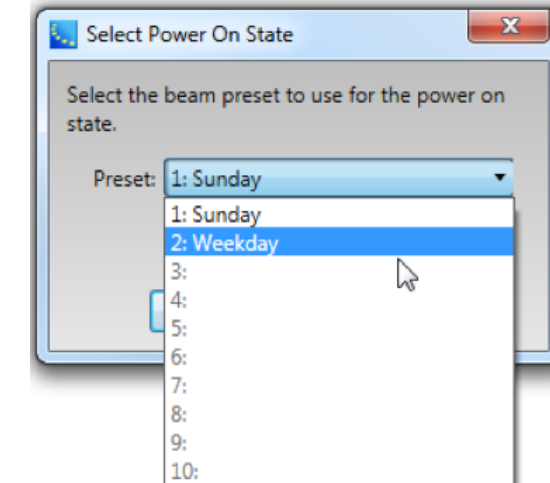 Select Power On State
Select the beam preset to use for the power on
state.
Preset: 1: Sunday
1: Sunday
2: Weekday
3:
4:
5:
6:
7:
8:
9:
10: